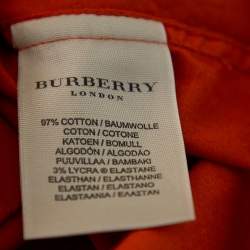 BURBERRY
LONDON
97% COTTON / BAUMWOLLE
COTON / COTONE
KATOEN / BOMULL
ALGODÓN / ALGODÃO
PUUVILLAA / BAMBAKI
3% LYCRA ® ELASTANE
ELASTHAN / ELASTHANNE
ELASTAN / ELASTANO
ELASTAANIA / ELASTAN